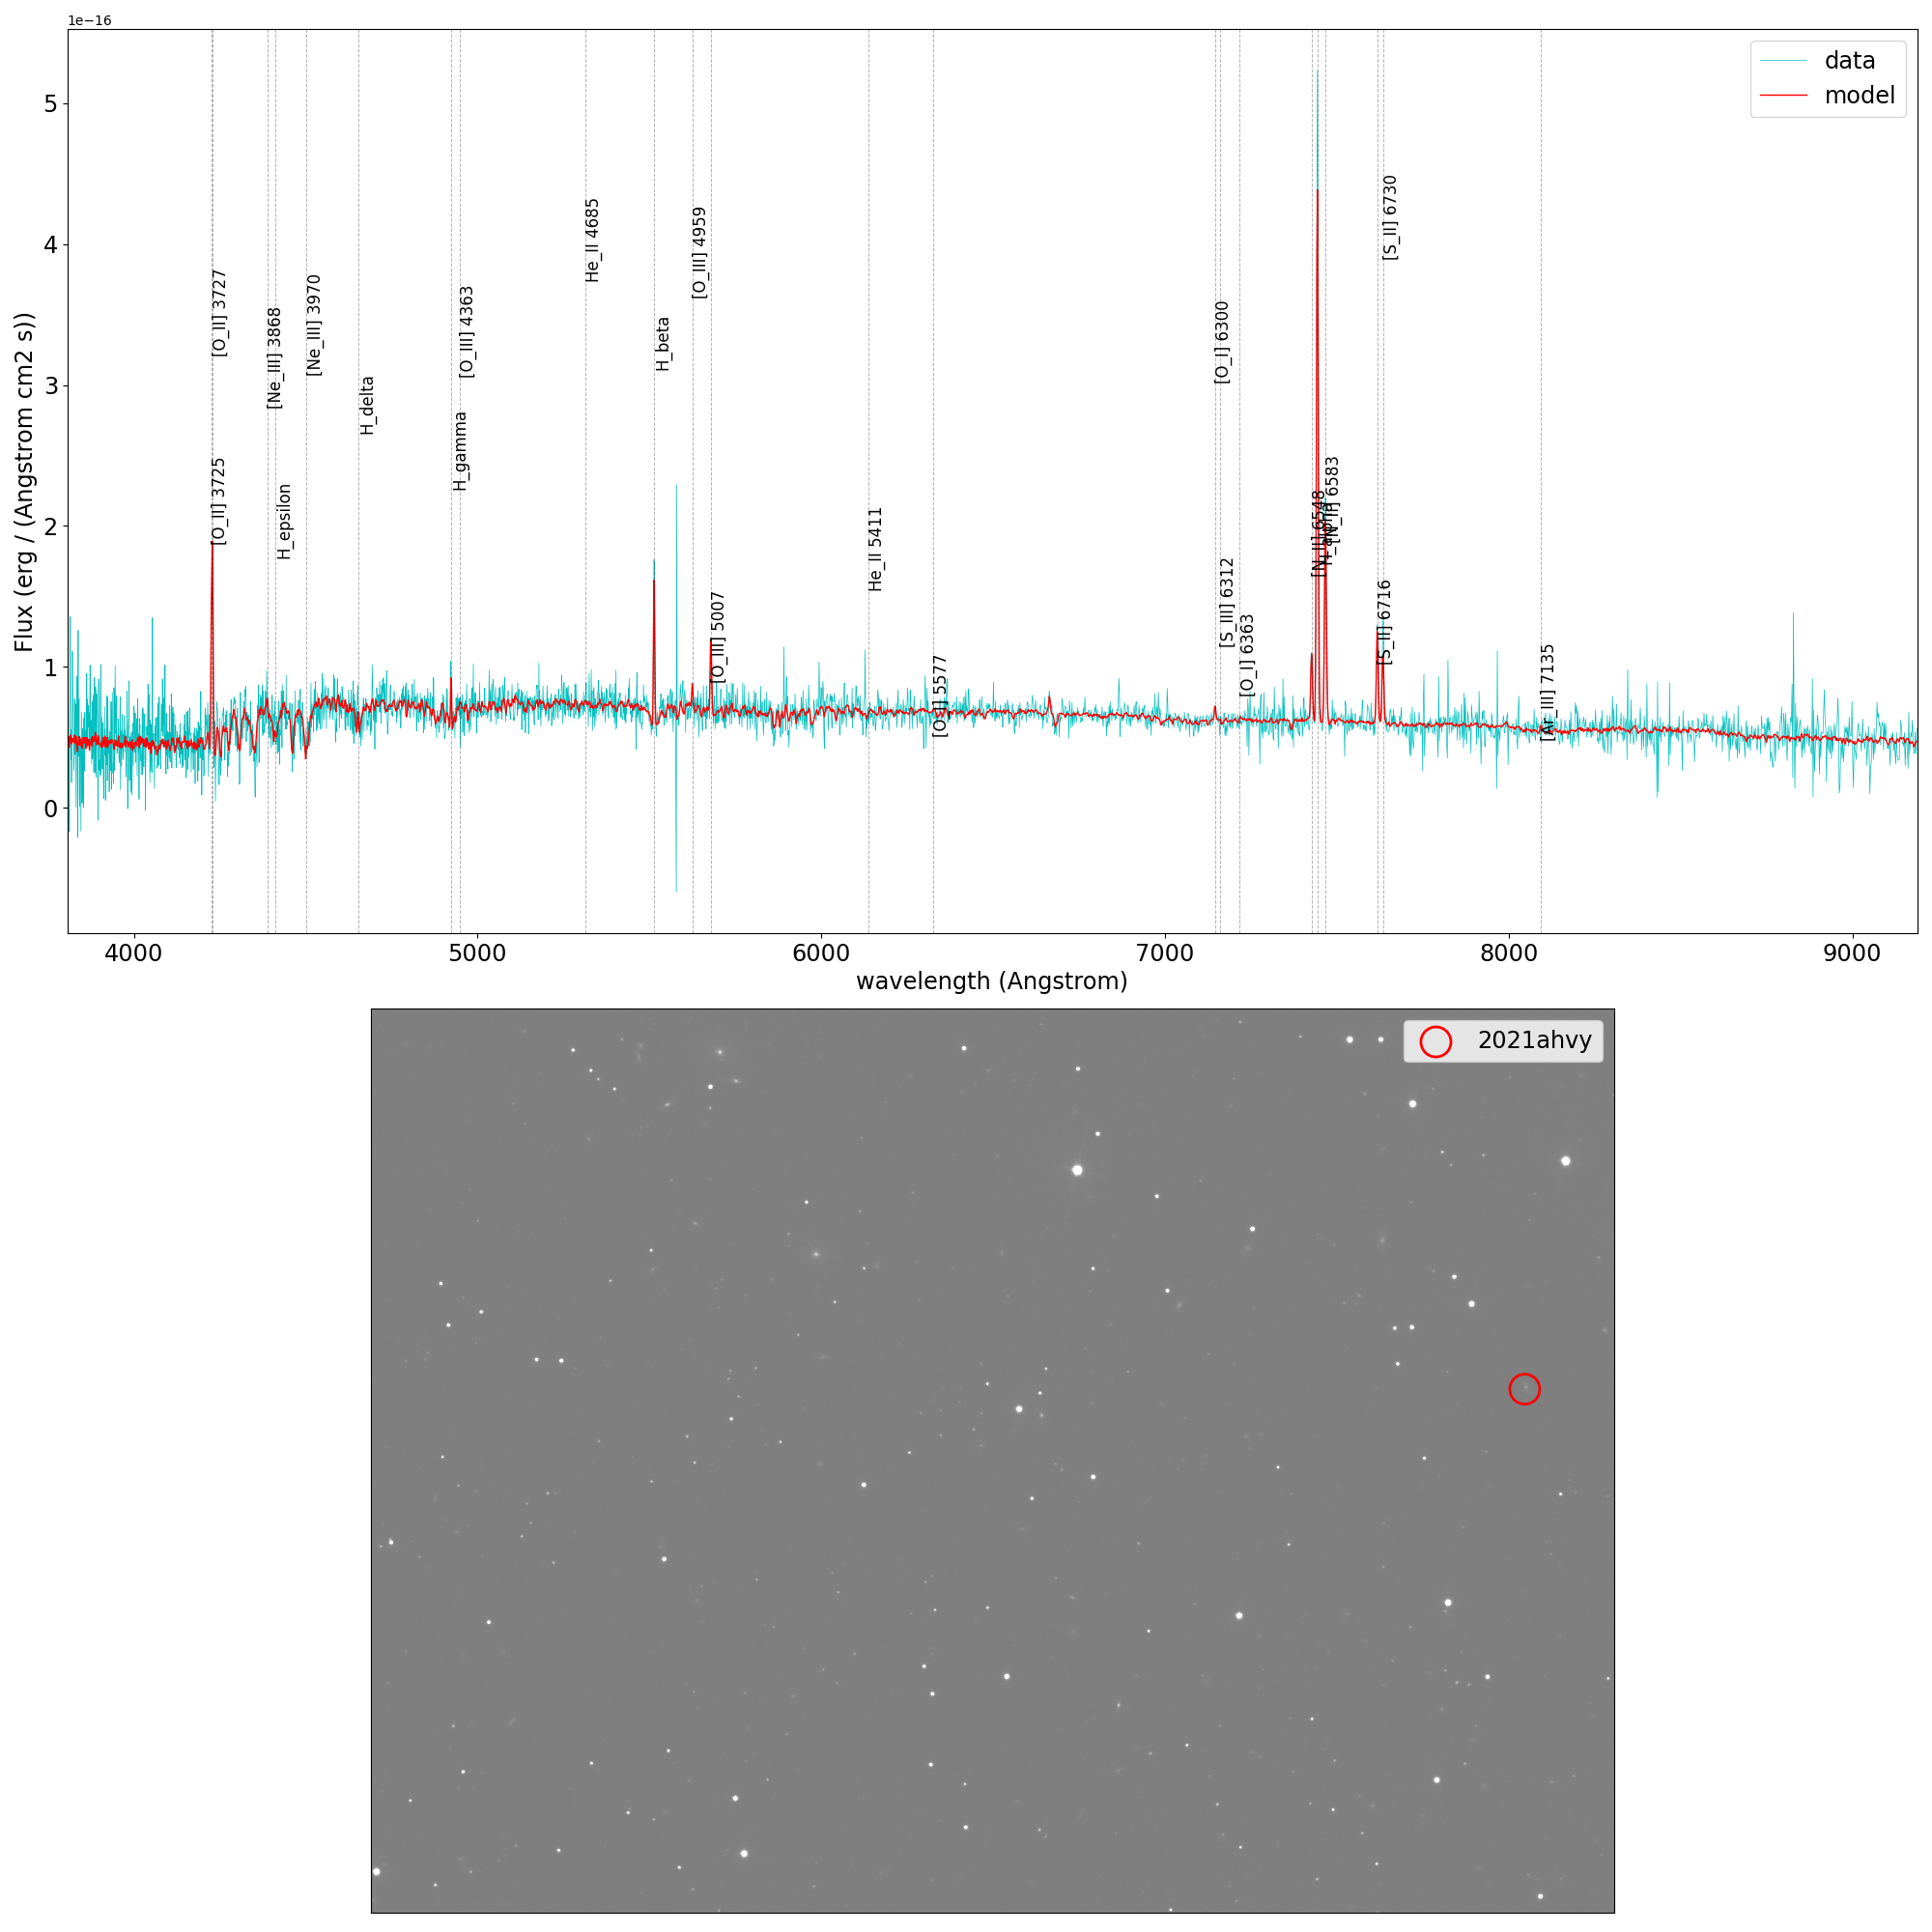 1e−16
data
model
5
4
3
2
1
0
Flux (erg / (Angstrom cm2 s))
[O_II] 3725
[O_II] 3727
[Ne_III] 3868
H_epsilon
[Ne_III] 3970
H_delta
H_gamma
[O_III] 4363
He_II 4685
H_beta
[O_III] 4959
[O_III] 5007
He_II 5411
[O_I] 5577
[O_I] 6300
[S_III] 6312
[O_I] 6363
[N_II] 6548
H_alpha
[N_II] 6583
[S_II] 6716
[S_II] 6730
[Ar_III] 7135
4000
5000
6000
7000
8000
9000
wavelength (Angstrom)
2021ahvy